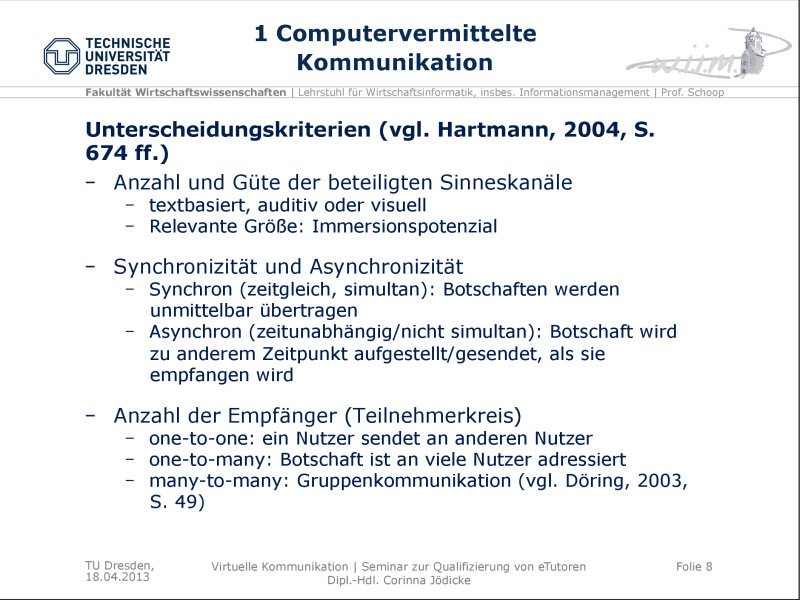 1 Computervermittelte
Kommunikation
TECHNISCHE
UNIVERSITÄT
DRESDEN
wiim
Fakultät Wirtschaftswissenschaften | Lehrstuhl für Wirtschaftsinformatik, insbes. Informationsmanagement | Prof. Schoop
Unterscheidungskriterien (vgl. Hartmann, 2004, S.
674 ff.)
– Anzahl und Güte der beteiligten Sinneskanäle
– textbasiert, auditiv oder visuell
– Relevante Größe: Immersionspotenzial
– Synchronizität und Asynchronizität
– Synchron (zeitgleich, simultan): Botschaften werden
unmittelbar übertragen
– Asynchron (zeitunabhängig/nicht simultan): Botschaft wird
zu anderem Zeitpunkt aufgestellt/gesendet, als sie
empfangen wird
– Anzahl der Empfänger (Teilnehmerkreis)
– one-to-one: ein Nutzer sendet an anderen Nutzer
– one-to-many: Botschaft ist an viele Nutzer adressiert
– many-to-many: Gruppenkommunikation (vgl. Döring, 2003,
S. 49)
TU Dresden,
18.04.2013
Virtuelle Kommunikation | Seminar zur Qualifizierung von eTutoren
Dipl.-Hdl. Corinna Jödicke
Folie 8